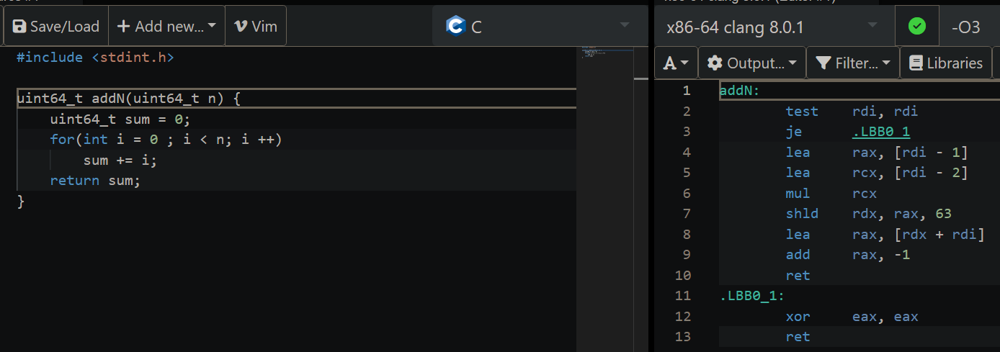 Save/Load + Add new... Vim C
x86-64 clang 8.0.1 -O3
A Output... Filter... Libraries
#include <stdint.h>
uint64_t addN(uint64_t n) {
    uint64_t sum = 0;
    for(int i = 0 ; i < n; i ++)
        sum += i;
    return sum;
}
1 addN:
2 test rdi, rdi
3 je .LBB0_1
4 lea rax, [rdi - 1]
5 lea rcx, [rdi - 2]
6 mul rcx
7 shld rdx, rax, 63
8 lea rax, [rdx + rdi]
9 add rax, -1
10 ret
11 .LBB0_1:
12 xor eax, eax
13 ret